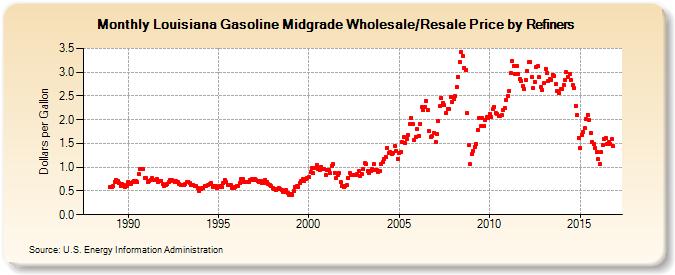 Monthly Louisiana Gasoline Midgrade Wholesale/Resale Price by Refiners
Dollars per Gallon
3.5
3.0
2.5
2.0
1.5
1.0
0.5
0.0
1990 1995 2000 2005 2010 2015
Source: U.S. Energy Information Administration